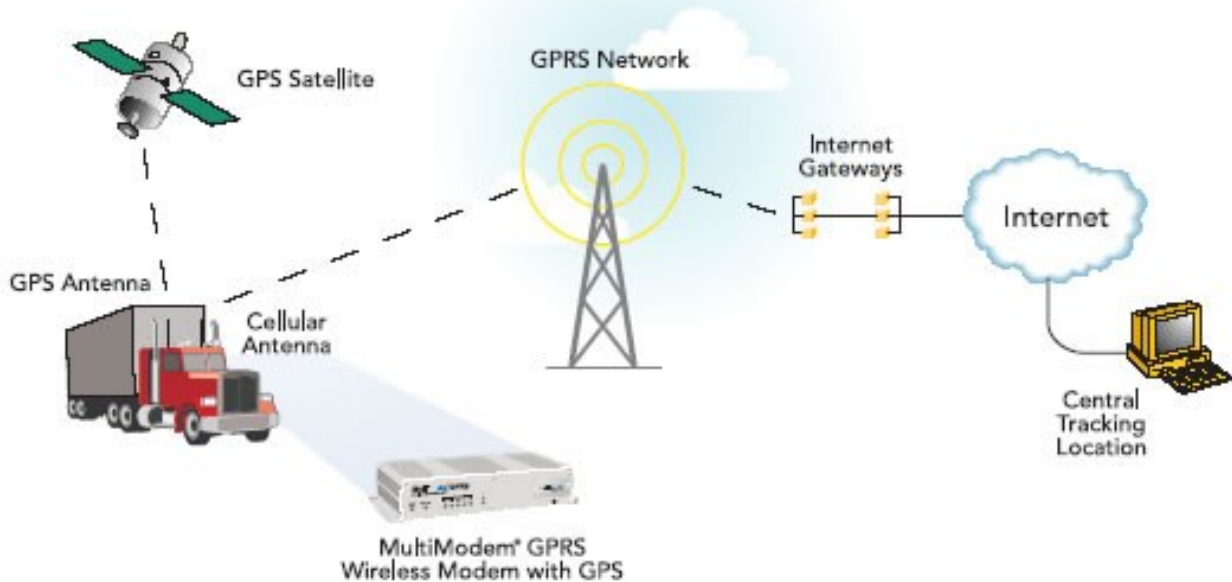 GPS Satellite
GPRS Network
Internet
Gateways
Internet
GPS Antenna
Cellular
Antenna
Central
Tracking
Location
MultiModem® GPRS
Wireless Modem with GPS